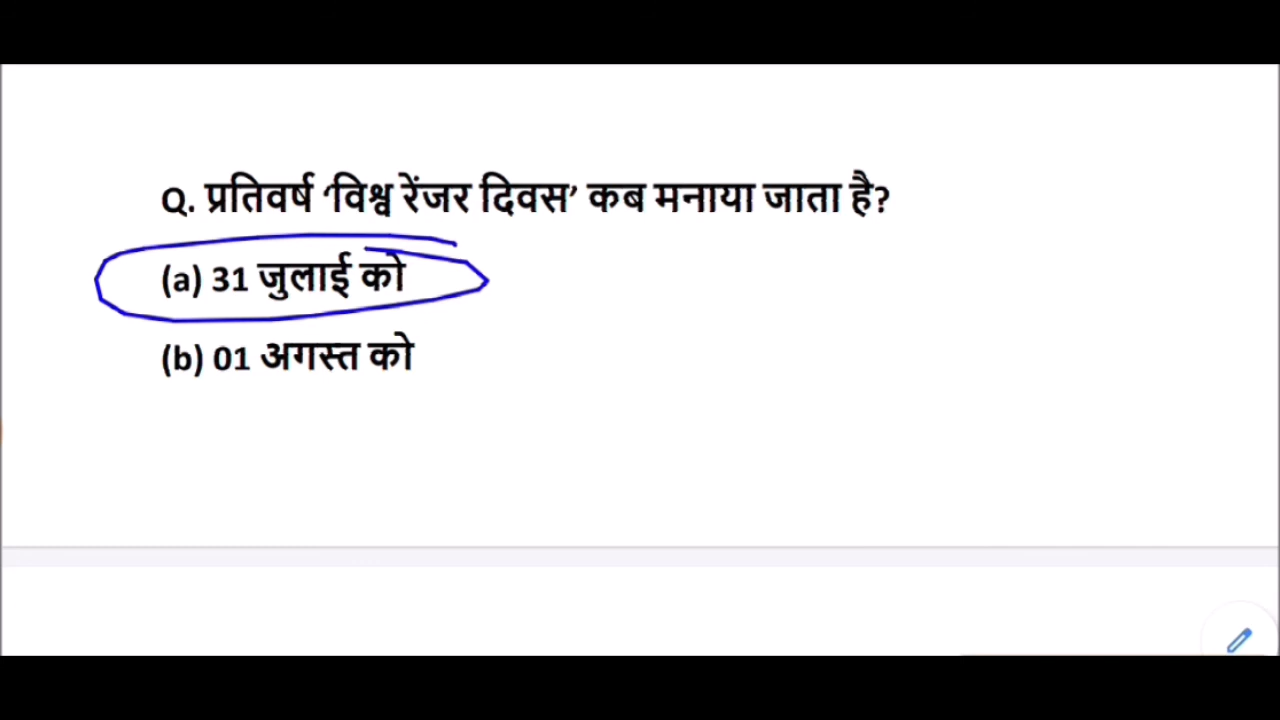 Q. प्रतिवर्ष ‘विश्व रेंजर दिवस’ कब मनाया जाता है?
(a) 31 जुलाई को
(b) 01 अगस्त को